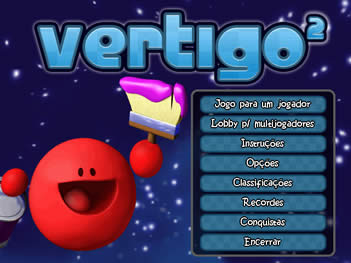 vertigo²
Jogo para um jogador
Lobby p/ multijogadores
Instruções
Opções
Classificações
Recordes
Conquistas
Encerrar